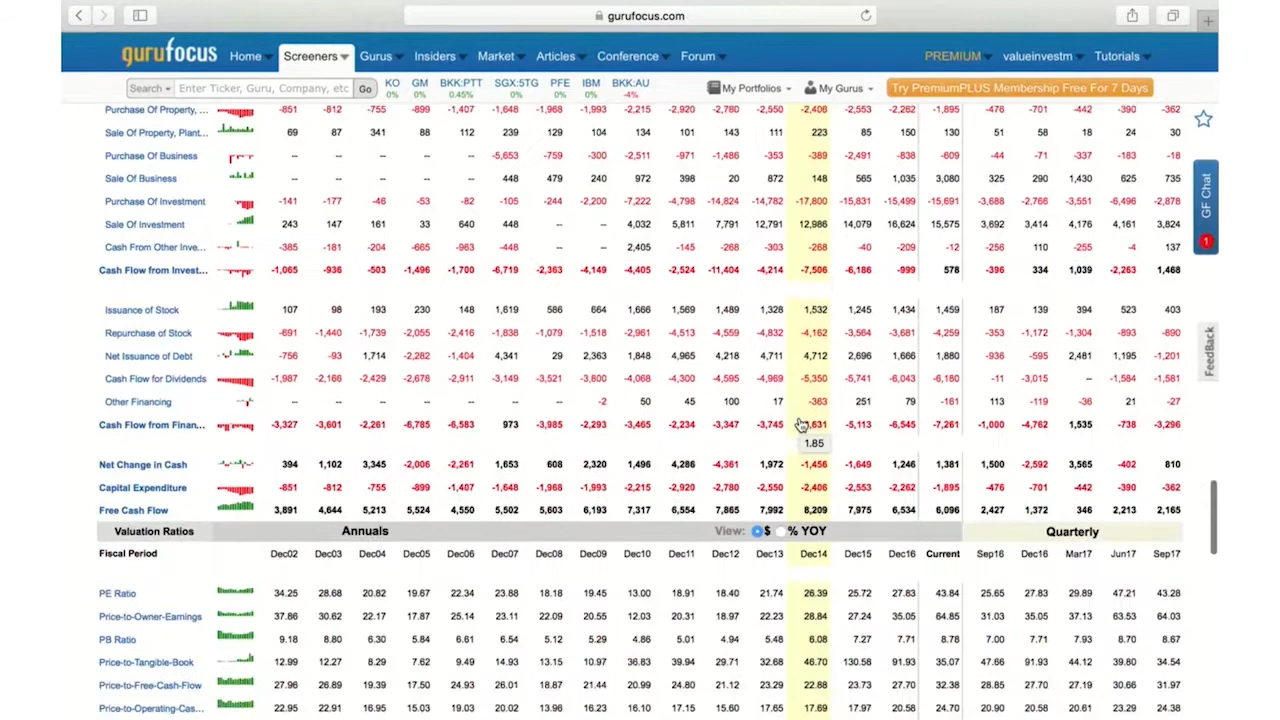 gurufocus.com
gurufocus Home Screeners Gurus Insiders Market Articles Conference Forum PREMIUM valueinvestm Tutorials
Search Enter Ticker, Guru, Company, etc Go KO 0% GM 0% BKK:PTT 0.45% SGX:5TG 0% PFE 0% IBM 0% BKK:AU -4% My Portfolios My Gurus Try PremiumPLUS Membership Free For 7 Days
Purchase Of Property, ... -851 -812 -755 -899 -1,407 -1,648 -1,968 -1,993 -2,215 -2,920 -2,780 -2,550 -2,406 -2,553 -2,262 -1,895 -476 -701 -442 -390 -362
Sale Of Property, Plant... 69 87 341 88 112 239 129 104 134 101 143 111 223 85 150 130 51 58 18 24 30
Purchase Of Business -- -- -- -- -- -5,653 -759 -300 -2,511 -971 -1,486 -353 -389 -2,491 -838 -609 -44 -71 -337 -183 -18
Sale Of Business -- -- -- -- -- 448 479 240 972 398 20 872 148 565 1,035 3,080 325 290 1,430 625 735
Purchase Of Investment -141 -177 -46 -53 -82 -105 -244 -2,200 -7,222 -4,798 -14,824 -14,782 -17,800 -15,831 -15,499 -15,691 -3,688 -2,766 -3,551 -6,496 -2,878
Sale Of Investment 243 147 161 33 640 448 -- -- 4,032 5,811 7,791 12,791 12,986 14,079 16,624 15,575 3,692 3,414 4,176 4,161 3,824
Cash From Other Inve... -385 -181 -204 -665 -963 -448 -- -- 2,405 -145 -268 -303 -268 -40 -209 -12 -256 110 -255 -4 137
Cash Flow from Invest... -1,065 -936 -503 -1,496 -1,700 -6,719 -2,363 -4,149 -4,405 -2,524 -11,404 -4,214 -7,506 -6,186 -999 578 -396 334 1,039 -2,263 1,468
Issuance of Stock 107 98 193 230 148 1,619 586 664 1,666 1,569 1,489 1,328 1,532 1,245 1,434 1,459 187 139 394 523 403
Repurchase of Stock -691 -1,440 -1,739 -2,055 -2,416 -1,838 -1,079 -1,518 -2,961 -4,513 -4,559 -4,832 -4,162 -3,564 -3,681 -4,259 -353 -1,172 -1,304 -893 -890
Net Issuance of Debt -756 -93 1,714 -2,282 -1,404 4,341 29 2,363 1,848 4,965 4,218 4,711 4,712 2,696 1,666 1,880 -936 -595 2,481 1,195 -1,201
Cash Flow for Dividends -1,987 -2,166 -2,429 -2,678 -2,911 -3,149 -3,521 -3,800 -4,068 -4,300 -4,595 -4,969 -5,350 -5,741 -6,043 -6,180 -11 -3,015 -- -1,584 -1,581
Other Financing -- -- -- -- -- -- -- -2 50 45 100 17 -363 251 79 -161 113 -119 -36 21 -27
Cash Flow from Finan... -3,327 -3,601 -2,261 -6,785 -6,583 973 -3,985 -2,293 -3,465 -2,234 -3,347 -3,745 ,631 -5,113 -6,545 -7,261 -1,000 -4,762 1,535 -738 -3,296
1.85
Net Change in Cash 394 1,102 3,345 -2,006 -2,261 1,653 608 2,320 1,496 4,286 -4,361 1,972 -1,456 -1,649 1,246 1,381 1,500 -2,592 3,565 -402 810
Capital Expenditure -851 -812 -755 -899 -1,407 -1,648 -1,968 -1,993 -2,215 -2,920 -2,780 -2,550 -2,406 -2,553 -2,262 -1,895 -476 -701 -442 -390 -362
Free Cash Flow 3,891 4,644 5,213 5,524 4,550 5,502 5,603 6,193 7,317 6,554 7,865 7,992 8,209 7,975 6,534 6,096 2,427 1,372 346 2,213 2,165
Valuation Ratios Annuals View: $ % YOY Quarterly
Fiscal Period Dec02 Dec03 Dec04 Dec05 Dec06 Dec07 Dec08 Dec09 Dec10 Dec11 Dec12 Dec13 Dec14 Dec15 Dec16 Current Sep16 Dec16 Mar17 Jun17 Sep17
PE Ratio 34.25 28.68 20.82 19.67 22.34 23.88 18.18 19.45 13.00 18.91 18.40 21.74 26.39 25.72 27.83 43.84 25.65 27.83 29.89 47.21 43.28
Price-to-Owner-Earnings 37.86 30.62 22.17 17.87 25.14 23.11 22.09 20.55 12.03 20.31 18.97 22.23 28.84 27.24 35.05 64.85 31.03 35.05 37.13 63.53 64.03
PB Ratio 9.18 8.80 6.30 5.84 6.61 6.54 5.12 5.29 4.86 5.01 4.94 5.48 6.08 7.27 7.71 8.78 7.00 7.71 7.93 8.70 8.67
Price-to-Tangible-Book 12.99 12.27 8.29 7.62 9.49 14.93 13.15 10.97 36.83 39.94 29.71 32.68 46.70 130.58 91.93 35.07 47.66 91.93 44.12 39.80 34.54
Price-to-Free-Cash-Flow 27.96 26.89 19.39 17.50 24.93 26.01 18.87 21.44 20.99 24.80 21.12 23.29 22.88 23.73 27.70 32.38 28.85 27.70 27.19 30.66 31.97
Price-to-Operating-Cas... 22.95 22.91 16.95 15.03 19.03 20.02 13.96 16.23 16.10 17.15 15.60 17.65 17.69 17.97 20.58 24.70 20.90 20.58 20.61 23.29 24.38
GF Chat
1
FeedBack